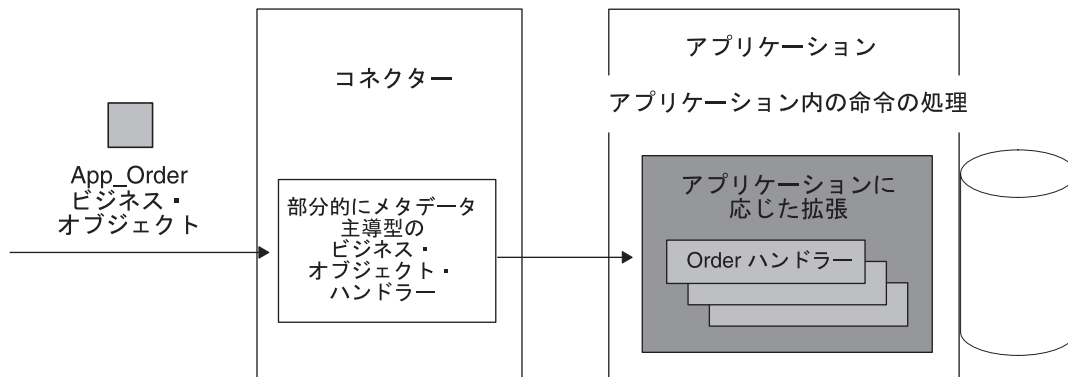 App_Order
ビジネス・
オブジェクト
コネクター
部分的にメタデータ
主導型の
ビジネス・
オブジェクト・
ハンドラー
アプリケーション
アプリケーション内の命令の処理
アプリケーションに
応じた拡張
Order ハンドラー